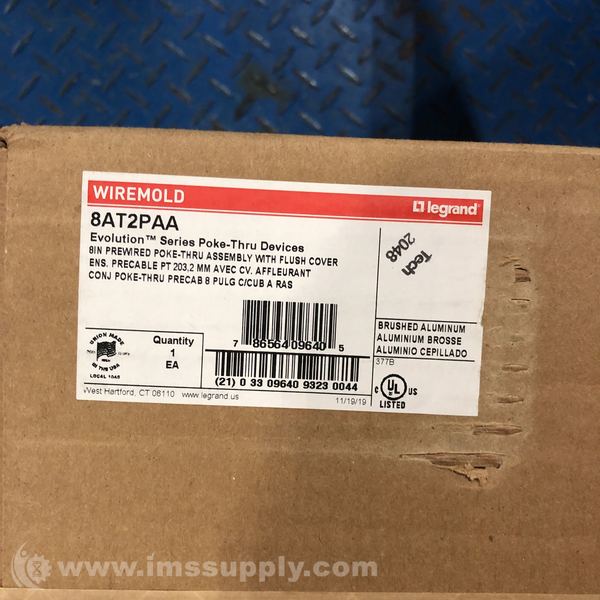 WIREMOLD
legrand
8AT2PAA
Evolution™ Series Poke-Thru Devices
8IN PREWIRED POKE-THRU ASSEMBLY WITH FLUSH COVER
ENS. PRECABLE PT 203,2 MM AVEC CV. AFFLEURANT
CONJ POKE-THRU PRECAB 8 PULG C/CUB A RAS
Tech
2048
UNION MADE
IN THE USA
LOCAL 1040
Quantity
1
EA
7 86564 09640 5
(21) 0 33 09640 9323 0044
BRUSHED ALUMINUM
ALUMINIUM BROSSE
ALUMINIO CEPILLADO
377B
C UL US
LISTED
West Hartford, CT 06110 www.legrand.us
11/19/19
www.imssupply.com